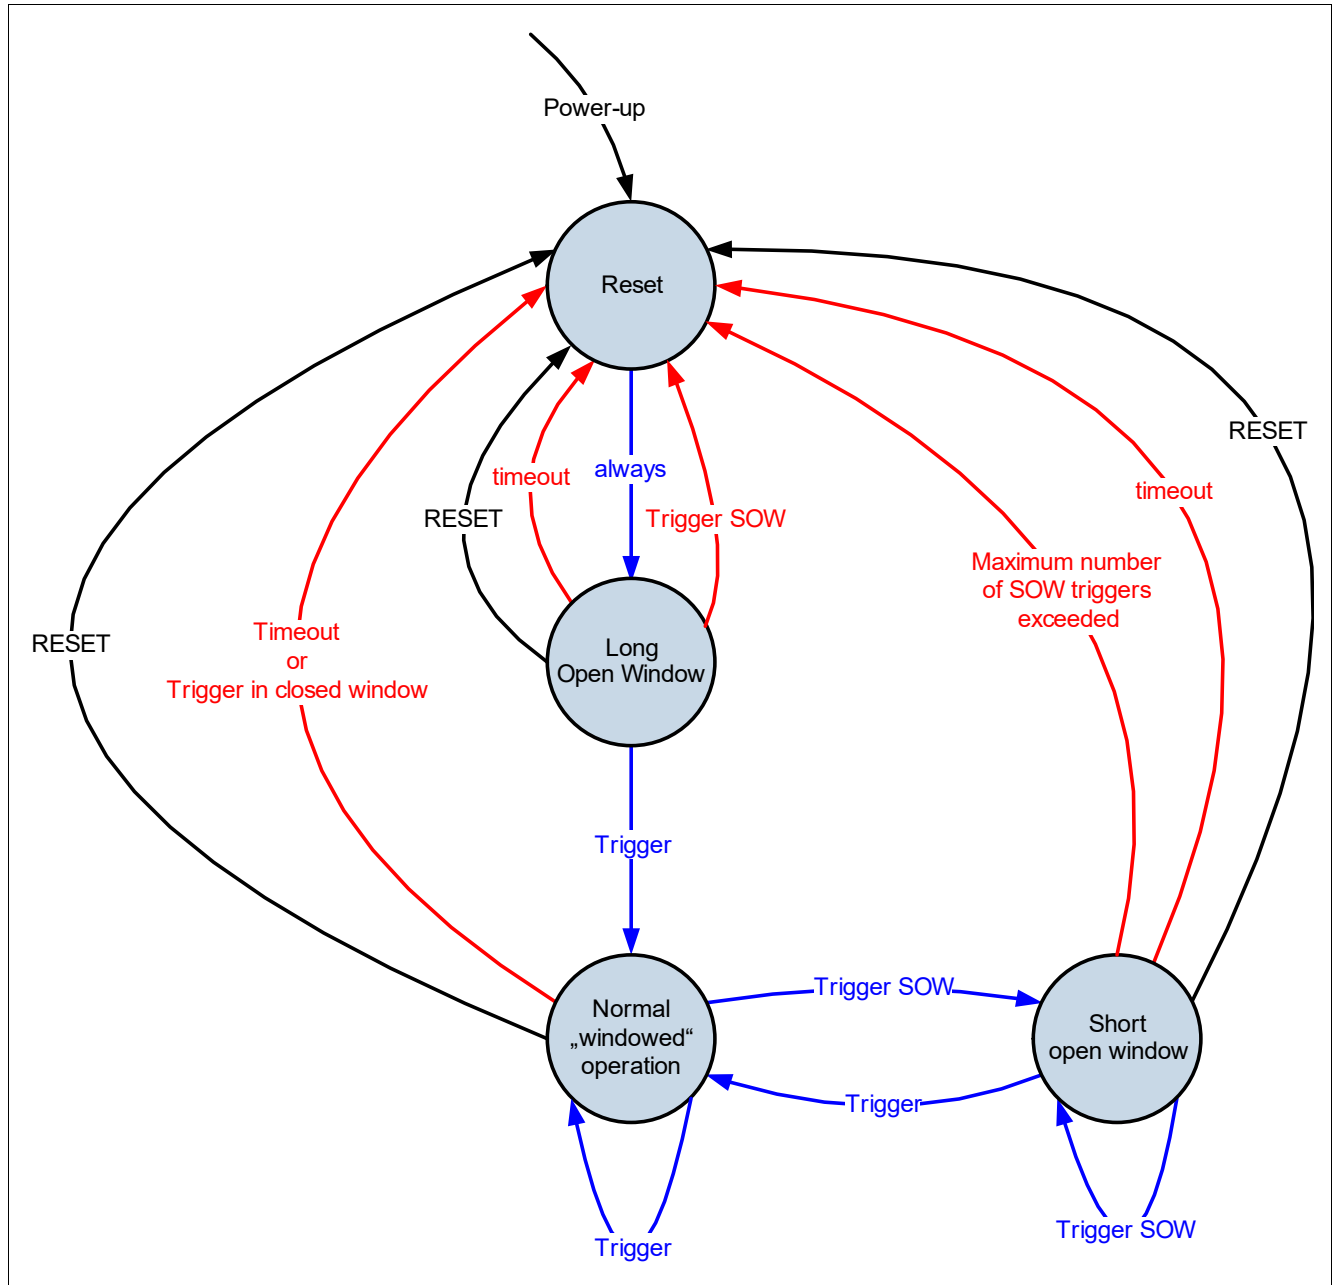 Power-up
Reset
RESET
timeout
always
timeout
RESET
Trigger SOW
Maximum number
of SOW triggers
exceeded
RESET
Timeout
or
Trigger in closed window
Long
Open Window
Trigger
Normal
„windowed“
operation
Trigger SOW
Short
open window
Trigger
Trigger
Trigger SOW